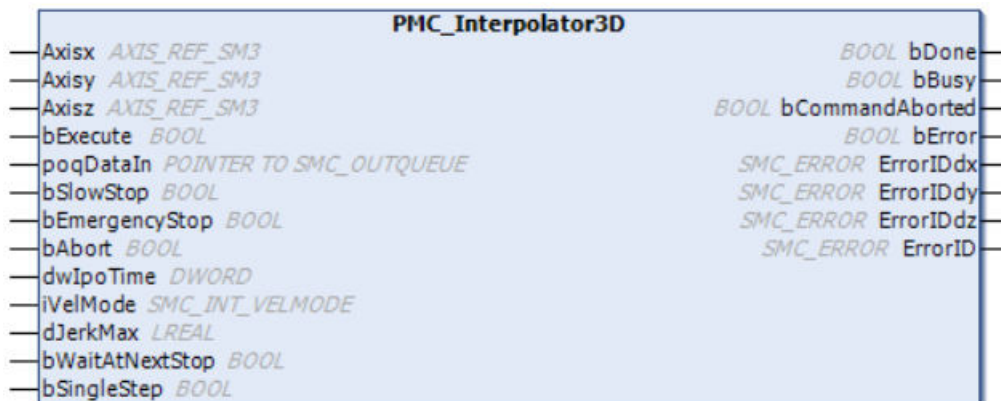 PMC_Interpolator3D
Axisx AXIS_REF_SM3 BOOL bDone
Axisy AXIS_REF_SM3 BOOL bBusy
Axisz AXIS_REF_SM3 BOOL bCommandAborted
bExecute BOOL BOOL bError
poqDataIn POINTER TO SMC_OUTQUEUE SMC_ERROR ErrorIDdx
bSlowStop BOOL SMC_ERROR ErrorIDdy
bEmergencyStop BOOL SMC_ERROR ErrorIDdz
bAbort BOOL SMC_ERROR ErrorID
dwIpoTime DWORD
iVelMode SMC_INT_VELMODE
dJerkMax LREAL
bWaitAtNextStop BOOL
bSingleStep BOOL